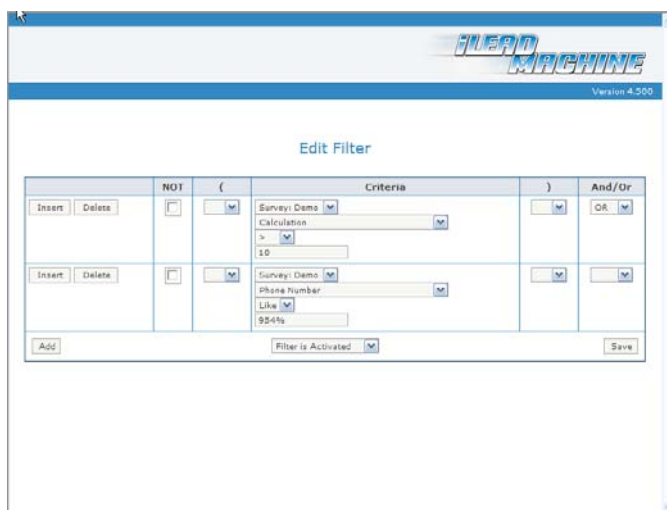 iLEAD
MACHINE
Version 4.500
Edit Filter
NOT ( Criteria ) And/Or
Insert Delete Survey: Demo OR
Calculation
>
10
Insert Delete Survey: Demo
Phone Number
Like
954%
Add Filter is Activated Save